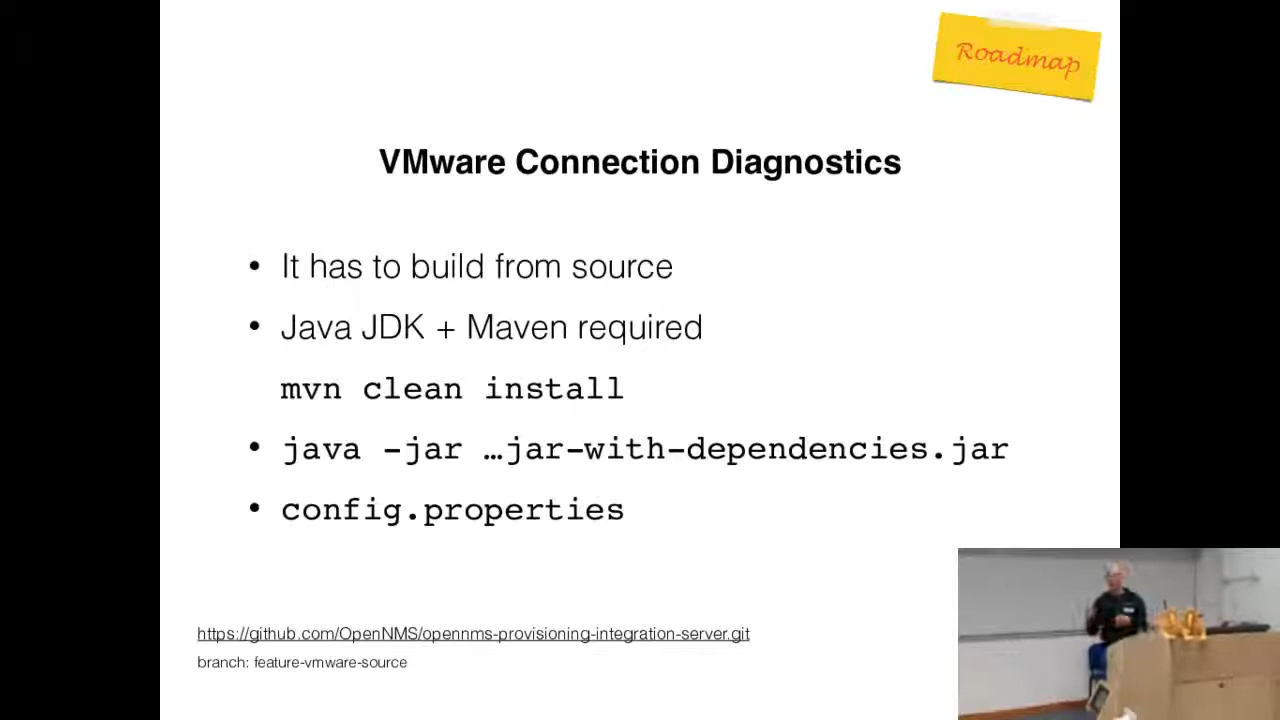 Roadmap
VMware Connection Diagnostics
• It has to build from source
• Java JDK + Maven required
mvn clean install
• java -jar …jar-with-dependencies.jar
• config.properties
https://github.com/OpenNMS/opennms-provisioning-integration-server.git
branch: feature-vmware-source